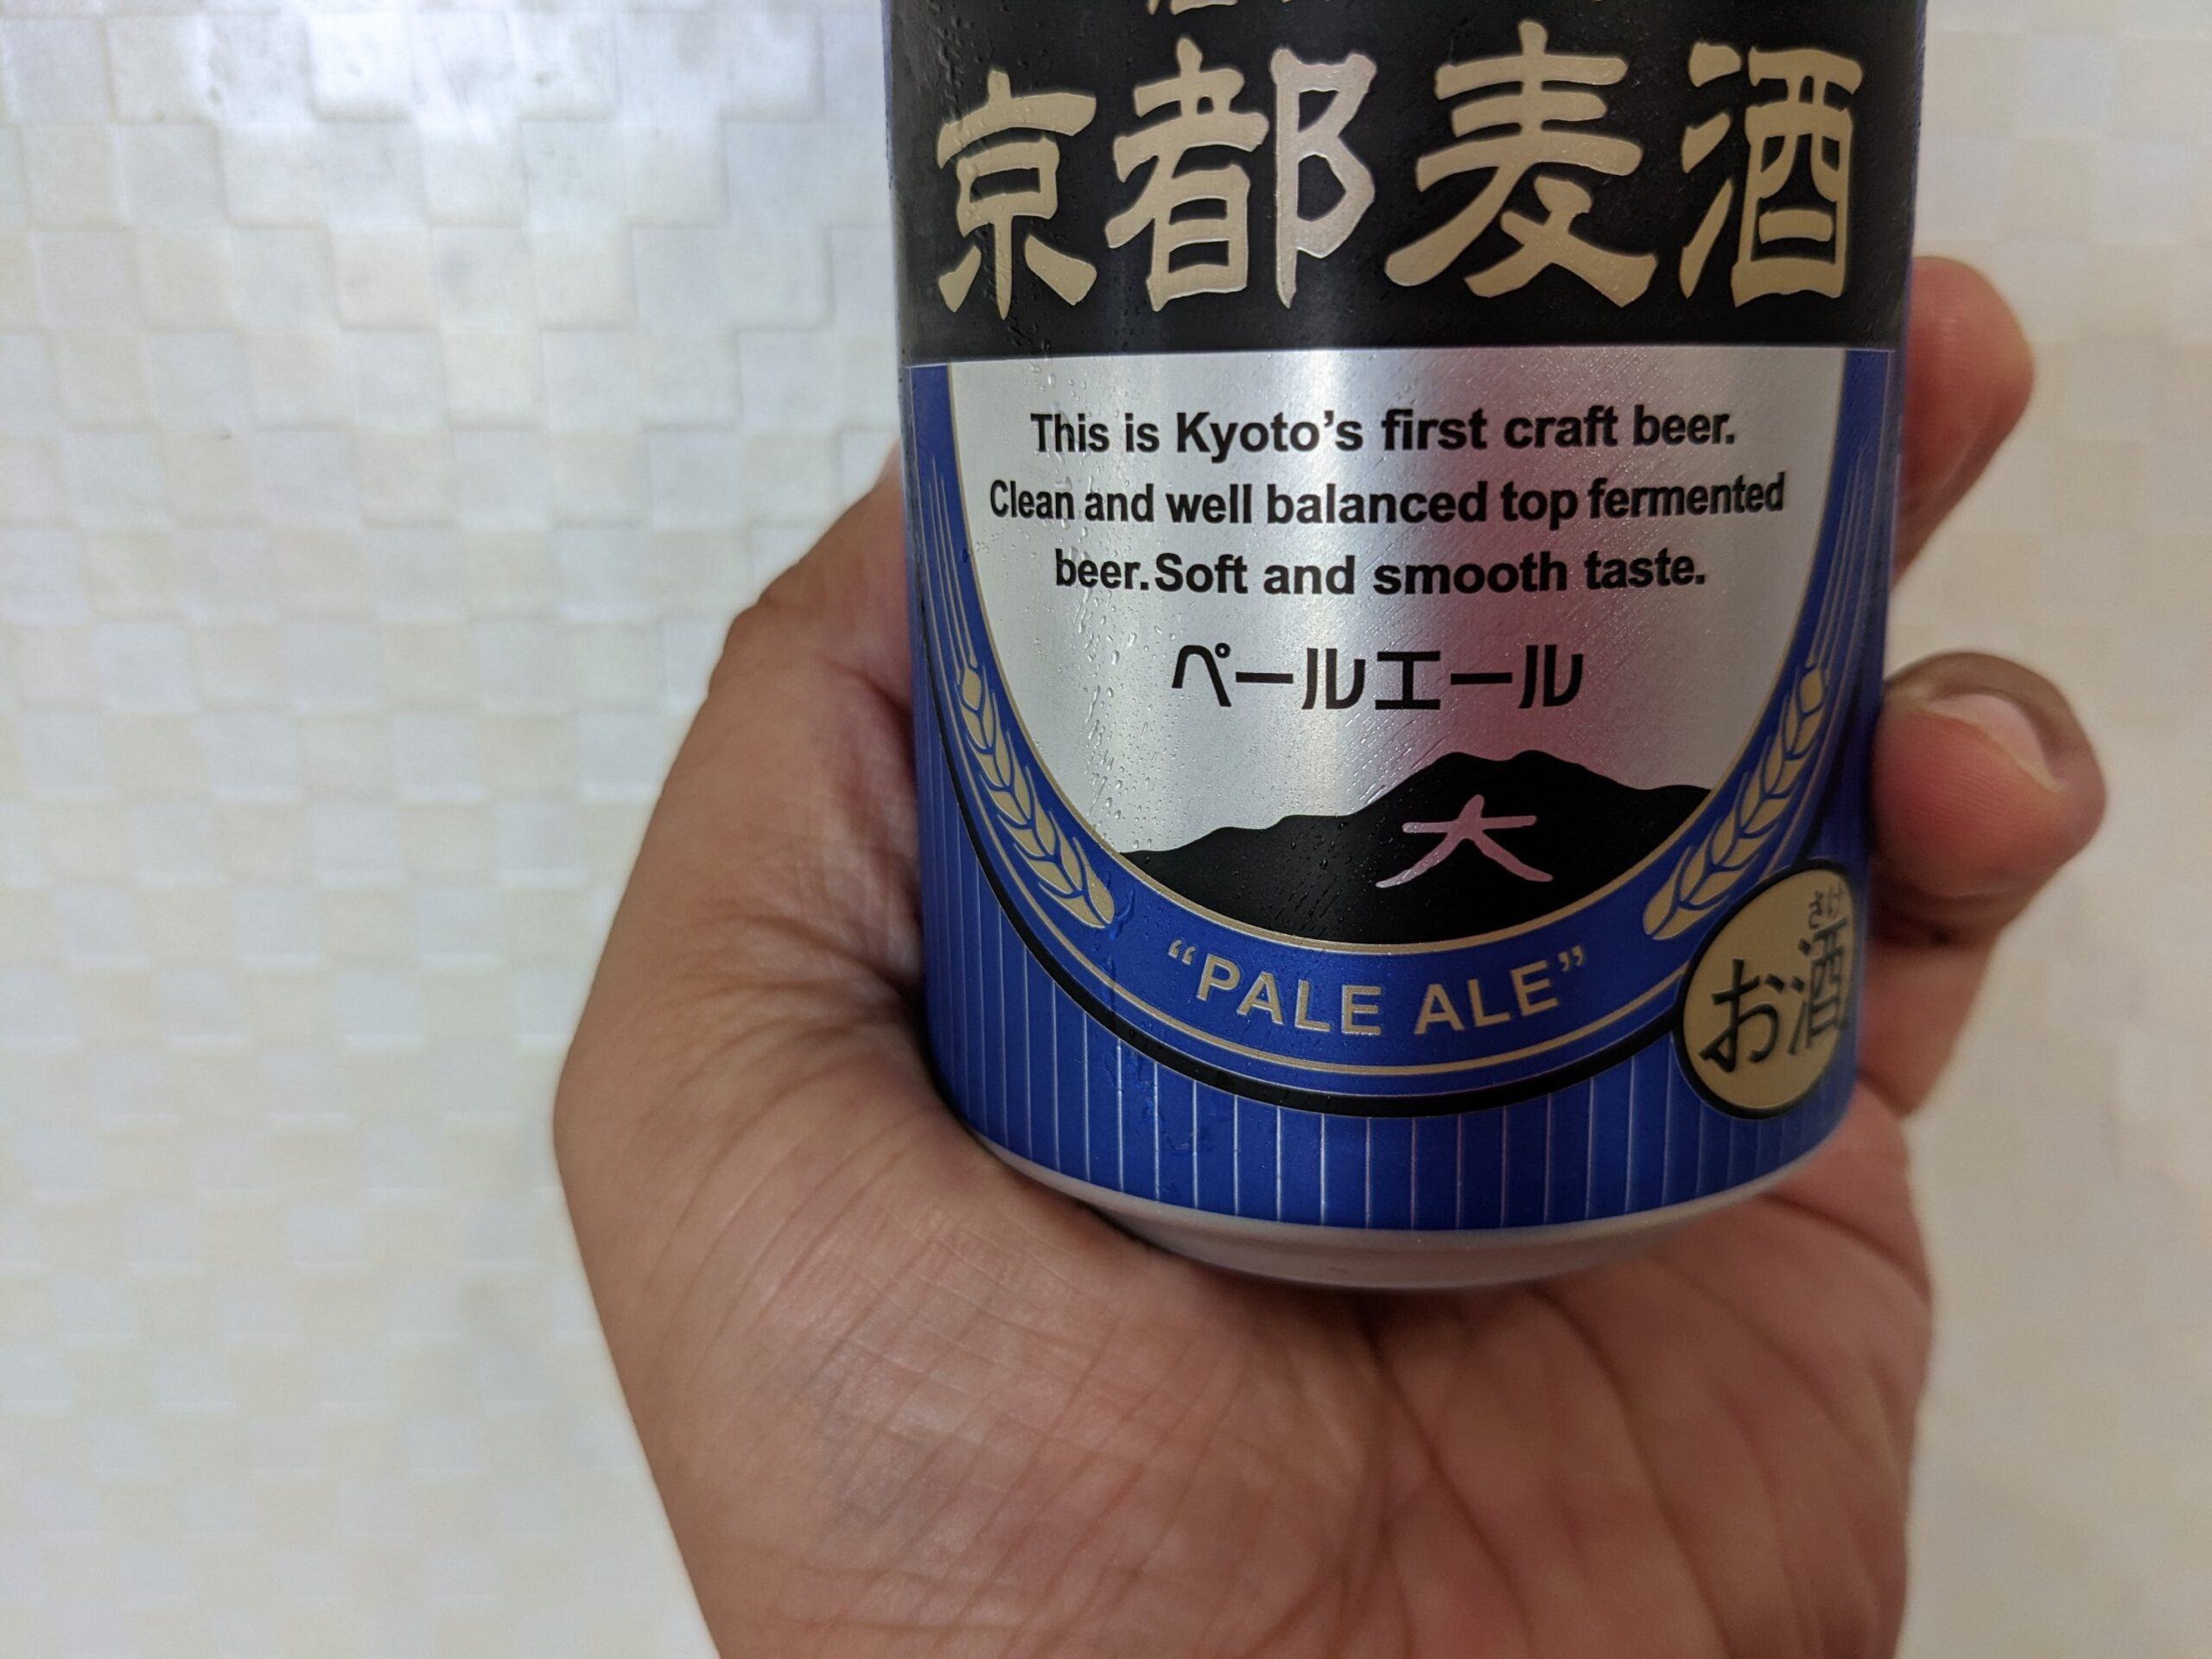 京都麦酒
This is Kyoto's first craft beer.
Clean and well balanced top fermented
beer.Soft and smooth taste.
ペールエール
大
“PALE ALE”
さけ
お酒